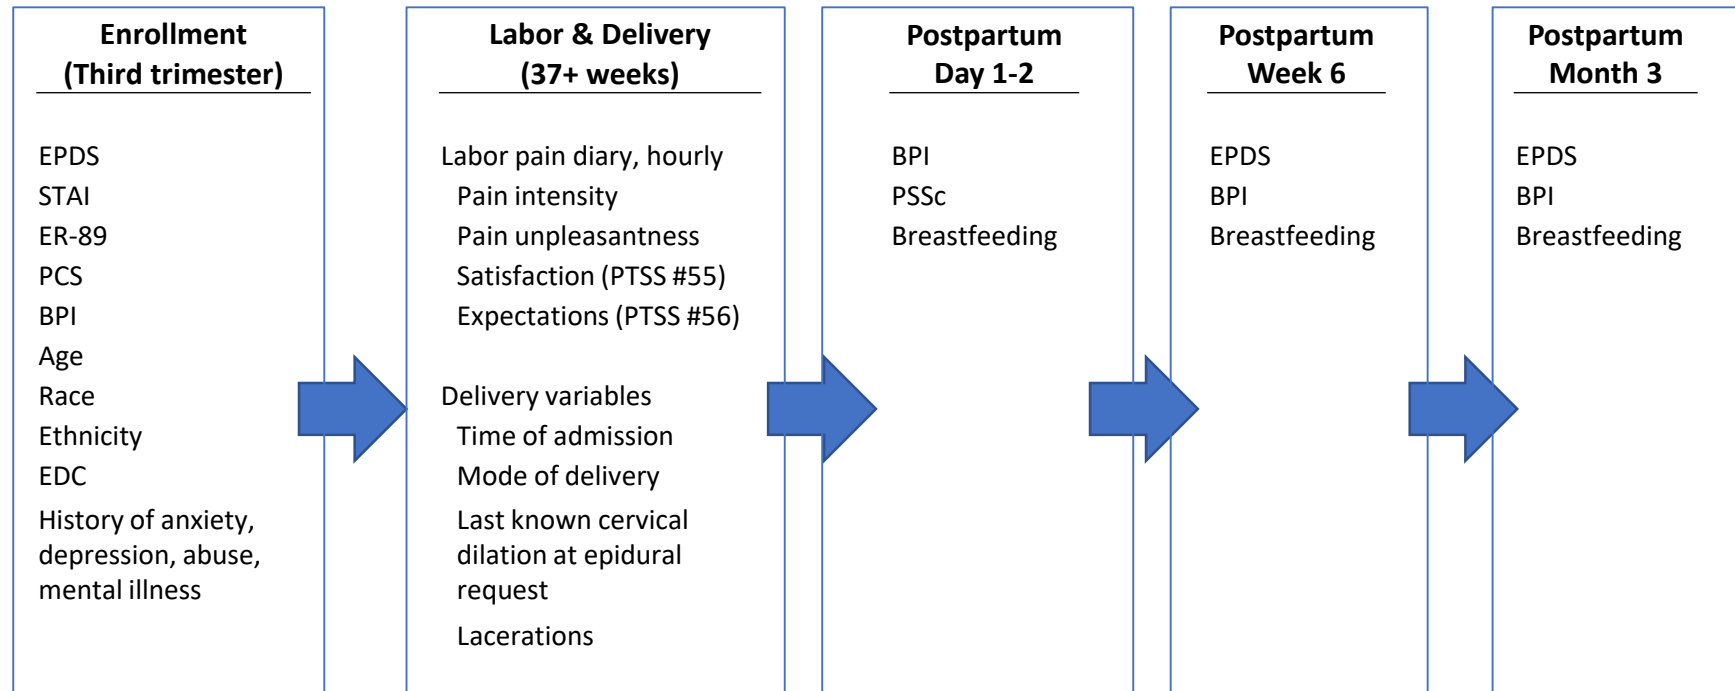 Enrollment
(Third trimester)
EPDS
STAI
ER-89
PCS
BPI
Age
Race
Ethnicity
EDC
History of anxiety,
depression, abuse,
mental illness
Labor & Delivery
(37+ weeks)
Labor pain diary, hourly
Pain intensity
Pain unpleasantness
Satisfaction (PTSS #55)
Expectations (PTSS #56)
Delivery variables
Time of admission
Mode of delivery
Last known cervical
dilation at epidural
request
Lacerations
Postpartum
Day 1-2
BPI
PSSc
Breastfeeding
Postpartum
Week 6
EPDS
BPI
Breastfeeding
Postpartum
Month 3
EPDS
BPI
Breastfeeding